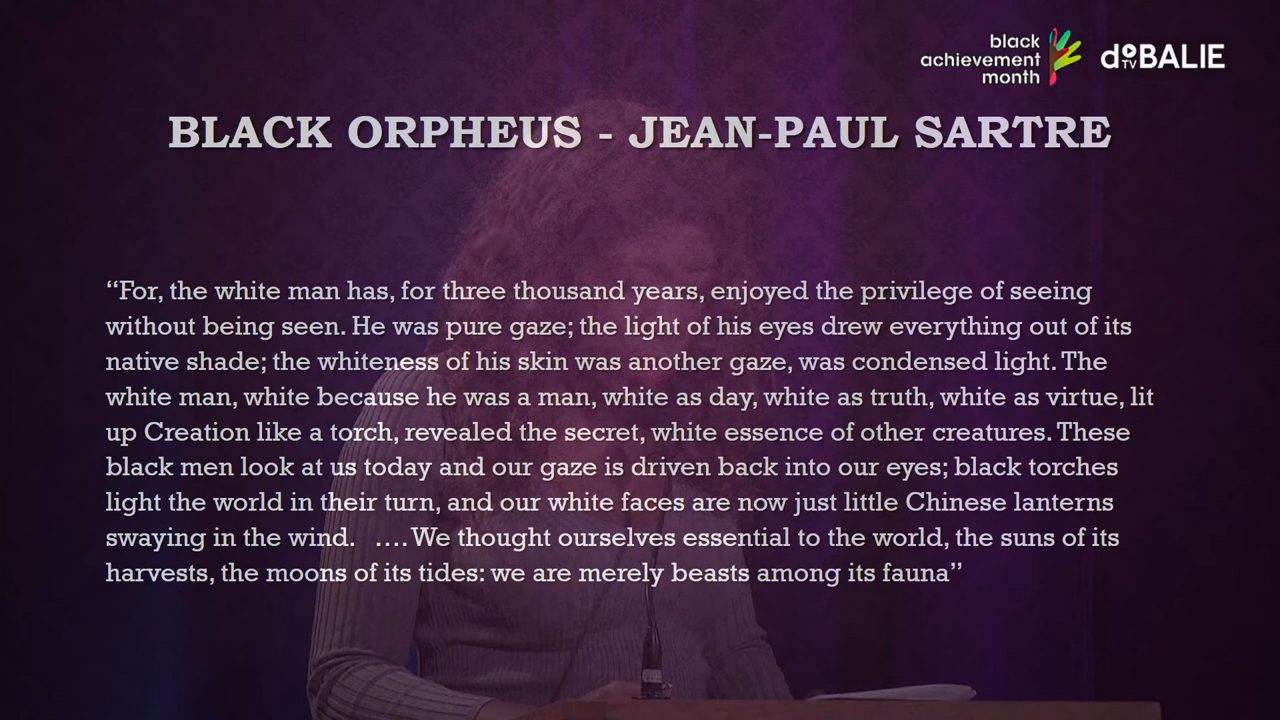 black
achievement
month
doTVBALIE
BLACK ORPHEUS - JEAN-PAUL SARTRE
“For, the white man has, for three thousand years, enjoyed the privilege of seeing
without being seen. He was pure gaze; the light of his eyes drew everything out of its
native shade; the whiteness of his skin was another gaze, was condensed light. The
white man, white because he was a man, white as day, white as truth, white as virtue, lit
up Creation like a torch, revealed the secret, white essence of other creatures. These
black men look at us today and our gaze is driven back into our eyes; black torches
light the world in their turn, and our white faces are now just little Chinese lanterns
swaying in the wind.   ….We thought ourselves essential to the world, the suns of its
harvests, the moons of its tides: we are merely beasts among its fauna”